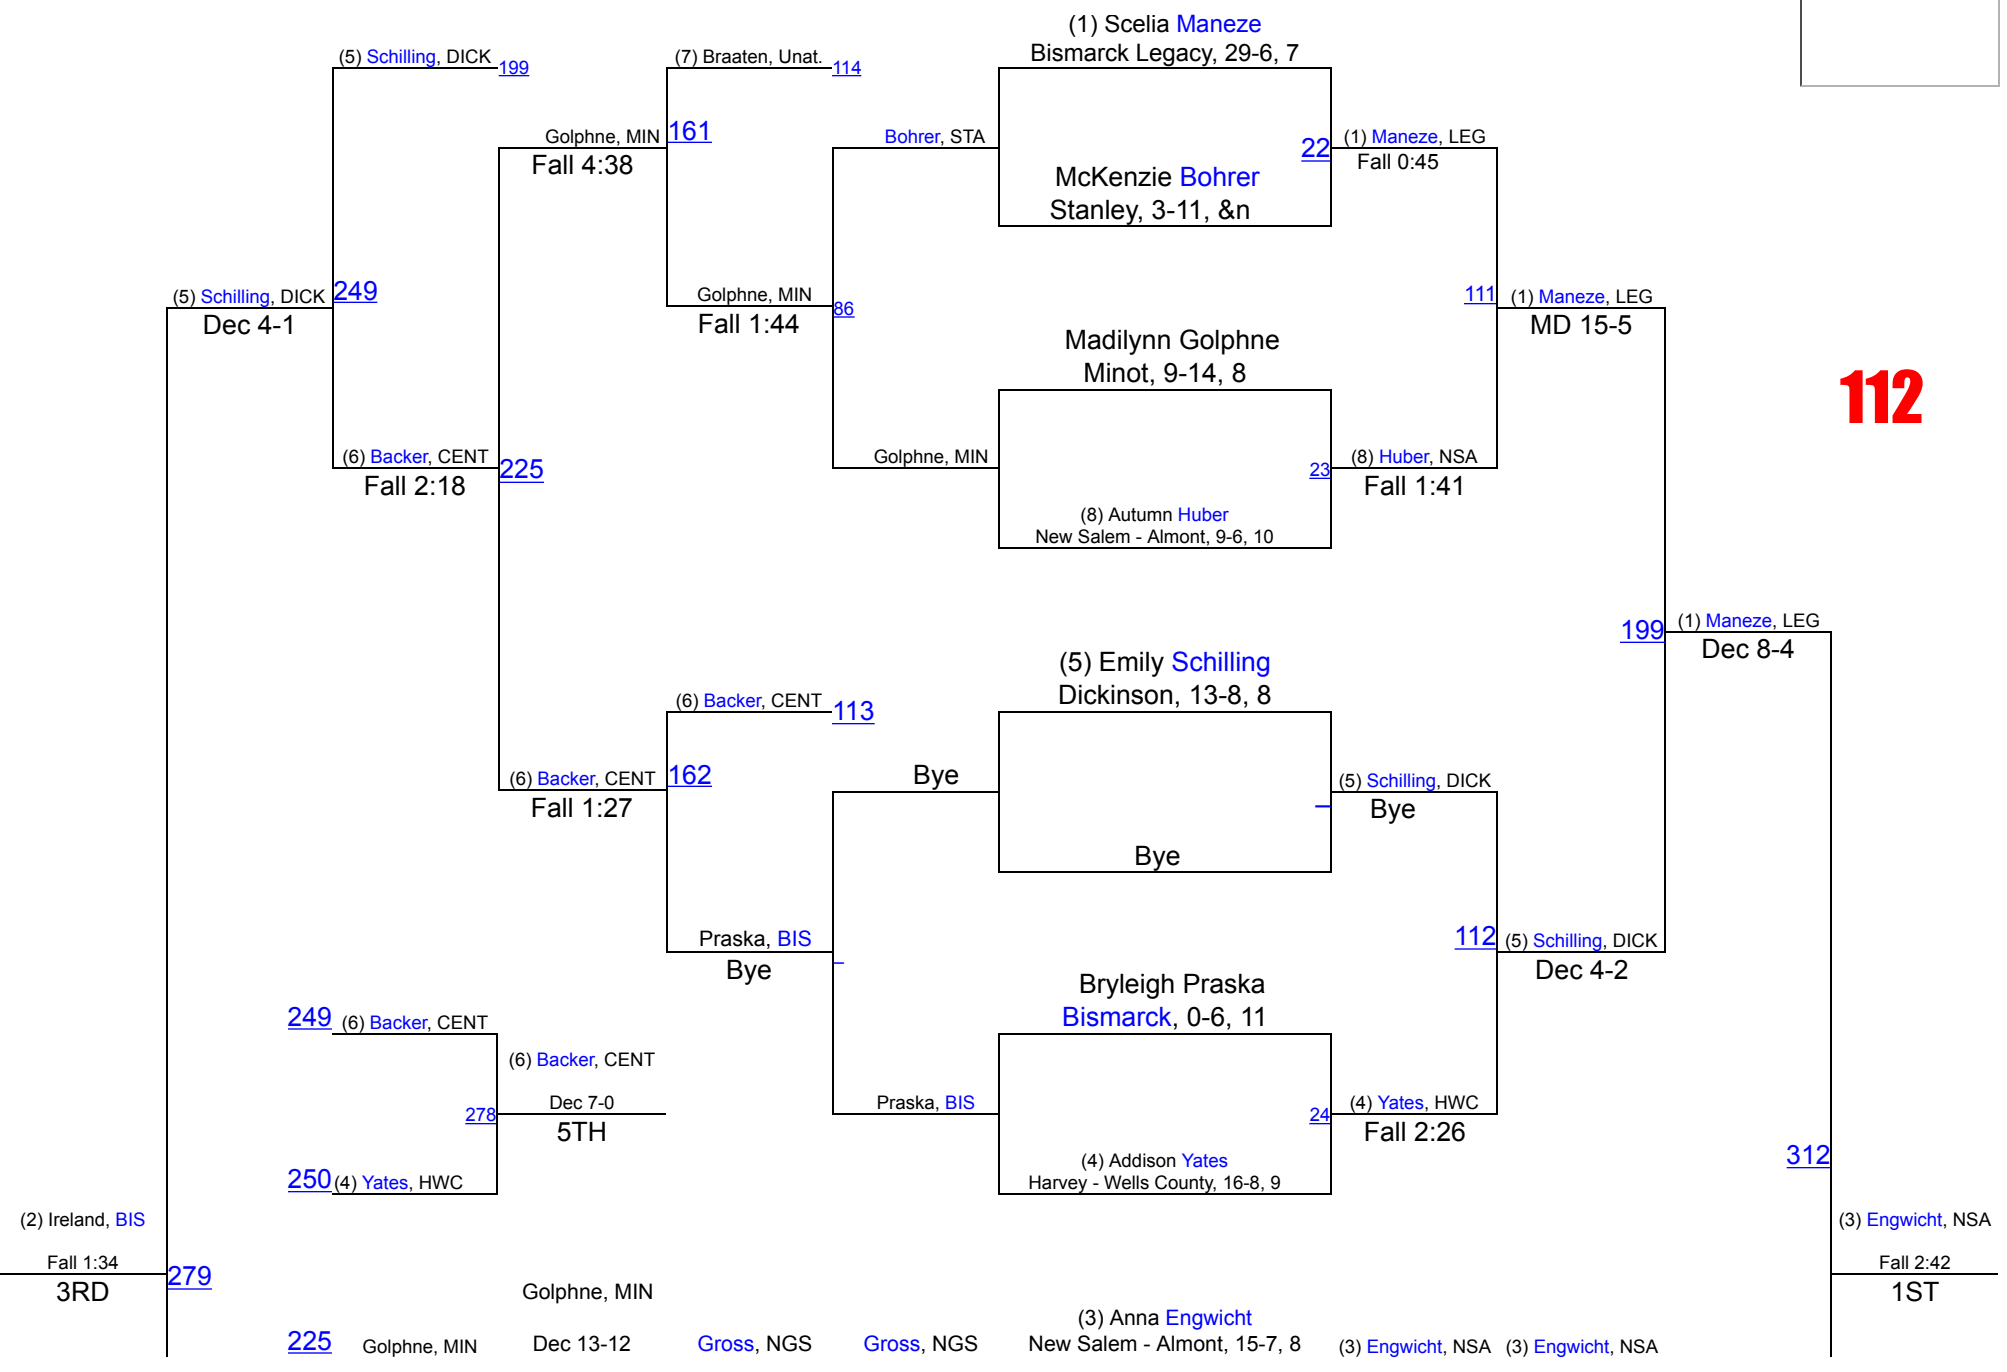 (1) Scelia Maneze
Bismarck Legacy, 29-6, 7
(5) Schilling, DICK 199
(7) Braaten, Unat. 114
Golphne, MIN 161
Fall 4:38
Bohrer, STA
22 (1) Maneze, LEG
Fall 0:45
McKenzie Bohrer
Stanley, 3-11, &n
(5) Schilling, DICK 249
Dec 4-1
Golphne, MIN
Fall 1:44
86
111 (1) Maneze, LEG
MD 15-5
Madilynn Golphne
Minot, 9-14, 8
112
(6) Backer, CENT 225
Fall 2:18
Golphne, MIN
23 (8) Huber, NSA
Fall 1:41
(8) Autumn Huber
New Salem - Almont, 9-6, 10
199 (1) Maneze, LEG
Dec 8-4
(5) Emily Schilling
Dickinson, 13-8, 8
(6) Backer, CENT 113
(6) Backer, CENT 162
Fall 1:27
Bye
(5) Schilling, DICK
Bye
Bye
Praska, BIS
Bye
112 (5) Schilling, DICK
Dec 4-2
Bryleigh Praska
Bismarck, 0-6, 11
249 (6) Backer, CENT
(6) Backer, CENT
278 Dec 7-0
5TH
Praska, BIS
24 (4) Yates, HWC
Fall 2:26
250 (4) Yates, HWC
(4) Addison Yates
Harvey - Wells County, 16-8, 9
312
(2) Ireland, BIS
(3) Engwicht, NSA
Fall 1:34
Fall 2:42
279
3RD
1ST
Golphne, MIN
(3) Anna Engwicht
225 Golphne, MIN Dec 13-12 Gross, NGS Gross, NGS New Salem - Almont, 15-7, 8 (3) Engwicht, NSA (3) Engwicht, NSA